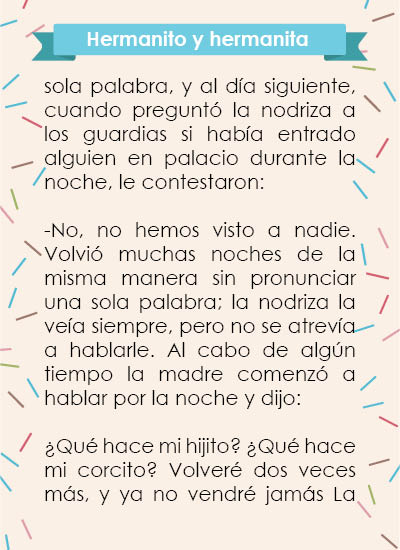 Hermanito y hermanita
sola palabra, y al día siguiente,
cuando preguntó la nodriza a
los guardias si había entrado
alguien en palacio durante la
noche, le contestaron:
-No, no hemos visto a nadie.
Volvió muchas noches de la
misma manera sin pronunciar
una sola palabra; la nodriza la
veía siempre, pero no se atrevía
a hablarle. Al cabo de algún
tiempo la madre comenzó a
hablar por la noche y dijo:
¿Qué hace mi hijito? ¿Qué hace
mi corcito? Volveré dos veces
más, y ya no vendré jamás La